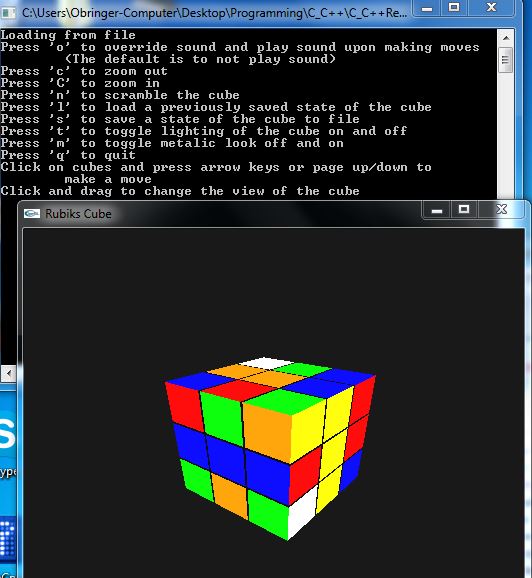 C:\Users\Obringer-Computer\Desktop\Programming\C_C++\C_C++Re...
Loading from file
Press 'o' to override sound and play sound upon making moves
(The default is to not play sound)
Press 'c' to zoom out
Press 'C' to zoom in
Press 'n' to scramble the cube
Press 'l' to load a previously saved state of the cube
Press 's' to save a state of the cube to file
Press 't' to toggle lighting of the cube on and off
Press 'm' to toggle metalic look off and on
Press 'q' to quit
Click on cubes and press arrow keys or page up/down to
make a move
Click and drag to change the view of the cube
Rubiks Cube